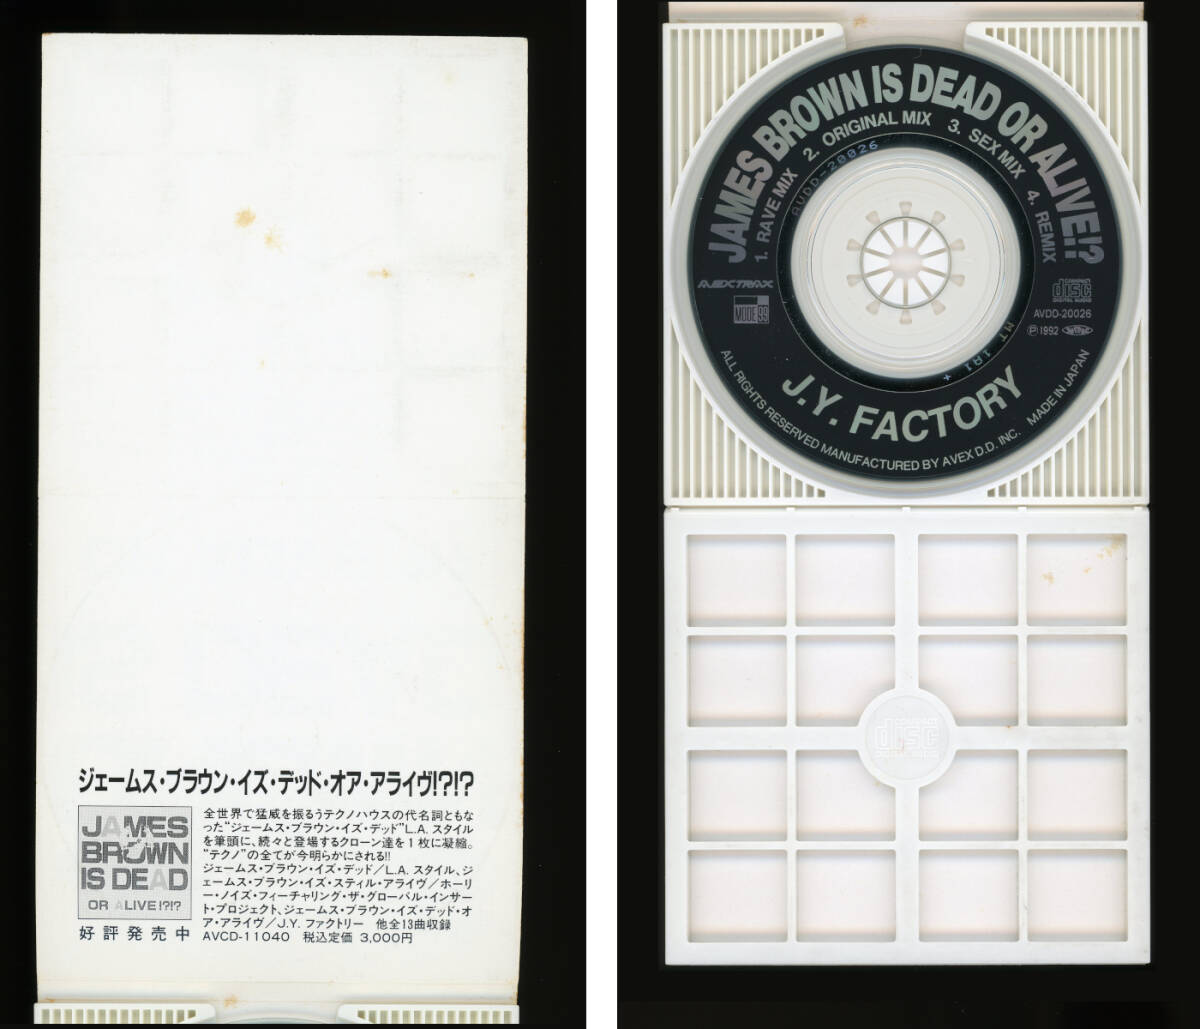 ジェームス・ブラウン・イズ・デッド・オア・アライヴ!?!?
JAMES
BROWN
IS DEAD
OR ALIVE!?!?
好評発売中
全世界で猛威を振るうテクノハウスの代名詞ともな
った“ジェームス・ブラウン・イズ・デッド”L.A. スタイル
を筆頭に、続々と登場するクローン達を1枚に凝縮。
“テクノ”の全てが今明らかにされる!!
ジェームス・ブラウン・イズ・デッド/L.A. スタイル、ジ
ェームス・ブラウン・イズ・スティル・アライヴ/ホーリ
ー・ノイズ・フィーチャリング・ザ・グローバル・インサー
ト・プロジェクト、ジェームス・ブラウン・イズ・デッド・オ
ア・アライヴ/J.Y. ファクトリー 他全13曲収録
AVCD-11040 税込定価 3,000円
JAMES BROWN IS DEAD OR ALIVE!?
1. RAVE MIX 2. ORIGINAL MIX 3. SEX MIX 4. REMIX
AVDD-20026
AVEX TRAX
MODE 99
COMPACT
disc
DIGITAL AUDIO
AVDD-20026
Ⓟ1992
MT 1A1 +
J.Y. FACTORY
ALL RIGHTS RESERVED MANUFACTURED BY AVEX D.D. INC. MADE IN JAPAN
COMPACT
disc